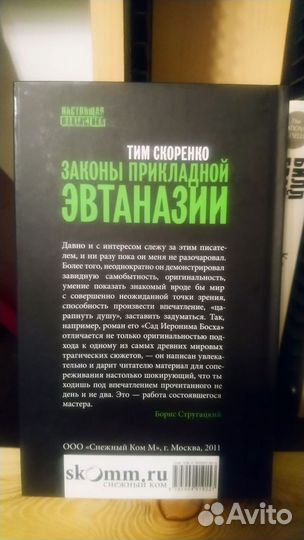 НАСТОЯЩАЯ
ФАНТАСТИКА
ТИМ СКОРЕНКО
ЗАКОНЫ ПРИКЛАДНОЙ
ЭВТАНАЗИИ
Давно и с интересом слежу за этим писате-
лем, и ни разу пока он меня не разочаровал.
Более того, неоднократно он демонстрировал
завидную самобытность, оригинальность,
умение показать знакомый вроде бы мир
с совершенно неожиданной точки зрения,
способность произвести впечатление, «ца-
рапнуть душу», заставить задуматься. Так,
например, роман его «Сад Иеронима Босха»
отличается не только оригинальностью под-
хода к одному из самых древних мировых
трагических сюжетов, — он написан увлека-
тельно и дарит читателю материал для сопе-
реживания настолько шокирующий, что ты
ходишь под впечатлением прочитанного не
день и не два. Это — работа состоявшегося
мастера.
Борис Стругацкий
ООО «Снежный Ком М», г. Москва, 2011
skomm.ru
СНЕЖНЫЙ КОМ
Avito